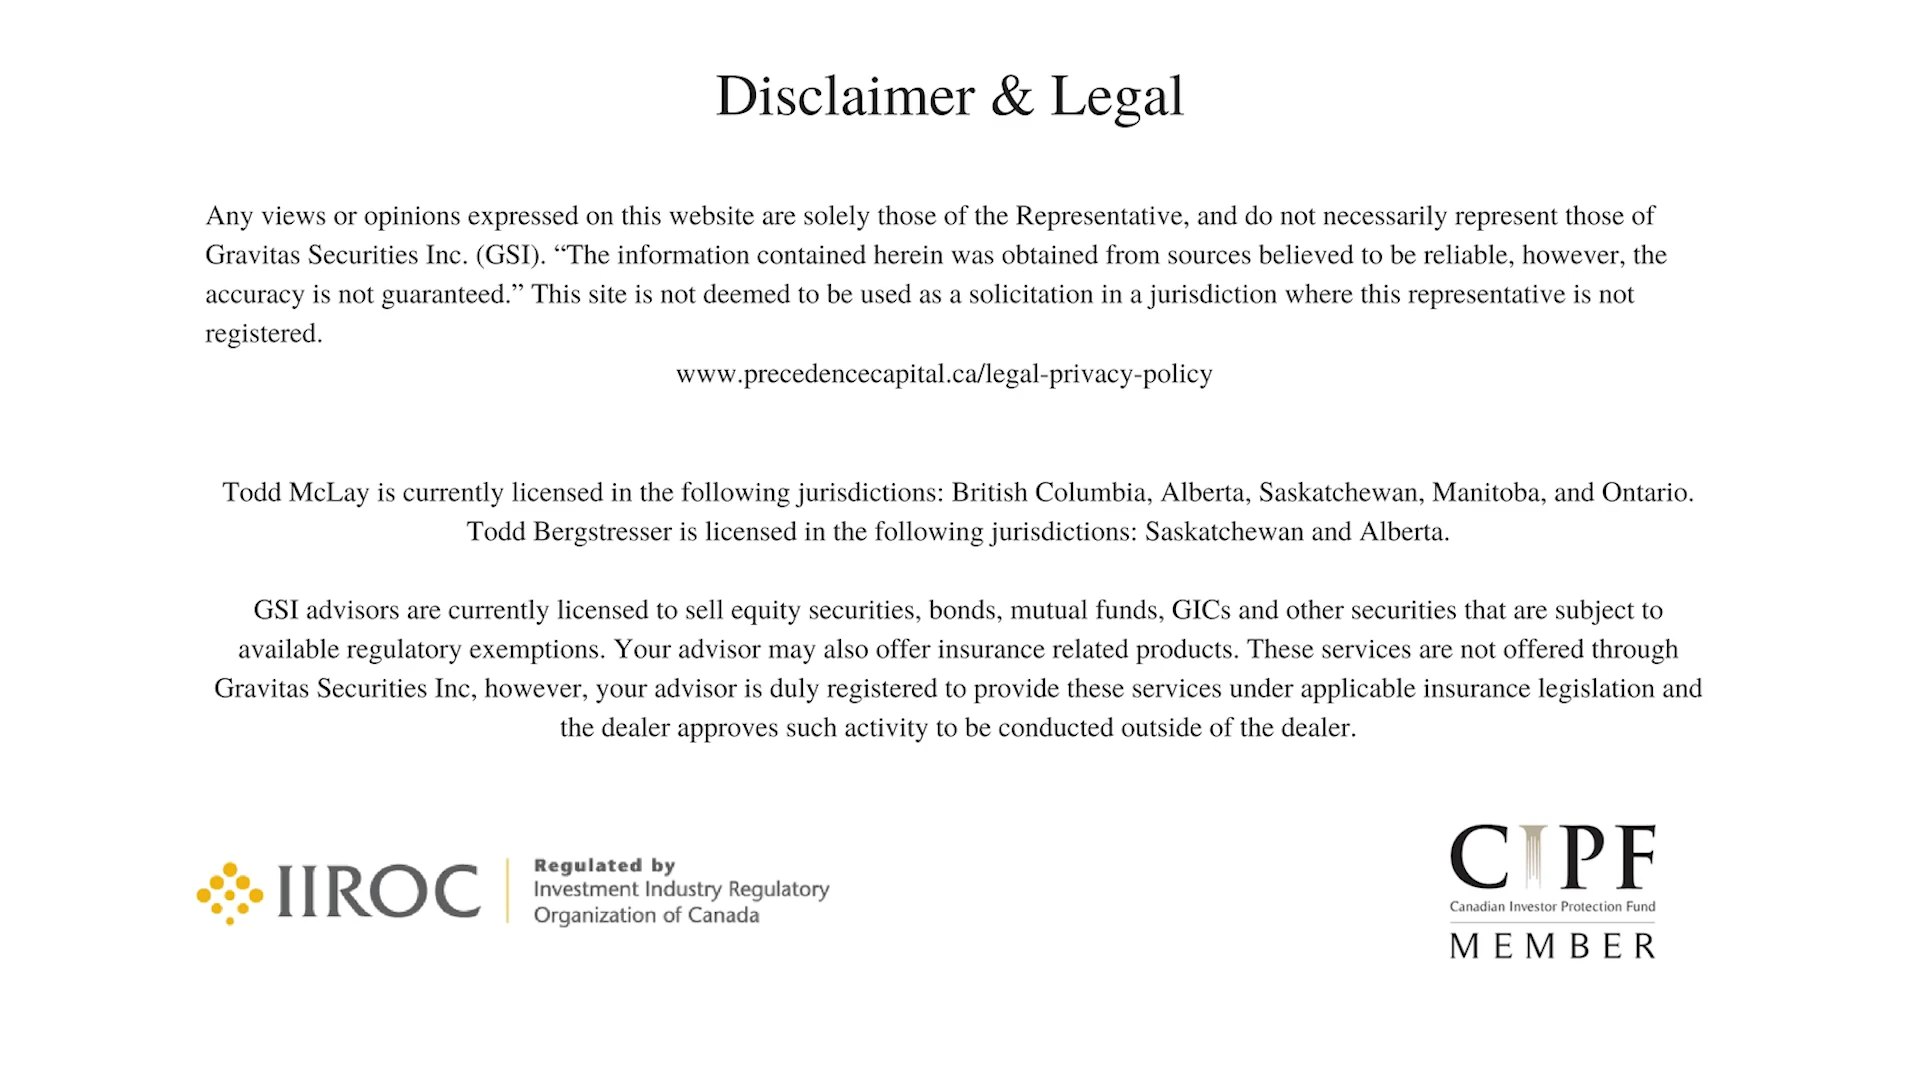 Disclaimer & Legal
Any views or opinions expressed on this website are solely those of the Representative, and do not necessarily represent those of
Gravitas Securities Inc. (GSI). “The information contained herein was obtained from sources believed to be reliable, however, the
accuracy is not guaranteed.” This site is not deemed to be used as a solicitation in a jurisdiction where this representative is not
registered.
www.precedencecapital.ca/legal-privacy-policy
Todd McLay is currently licensed in the following jurisdictions: British Columbia, Alberta, Saskatchewan, Manitoba, and Ontario.
Todd Bergstresser is licensed in the following jurisdictions: Saskatchewan and Alberta.
GSI advisors are currently licensed to sell equity securities, bonds, mutual funds, GICs and other securities that are subject to
available regulatory exemptions. Your advisor may also offer insurance related products. These services are not offered through
Gravitas Securities Inc, however, your advisor is duly registered to provide these services under applicable insurance legislation and
the dealer approves such activity to be conducted outside of the dealer.
IIROC
Regulated by
Investment Industry Regulatory
Organization of Canada
CIPF
Canadian Investor Protection Fund
MEMBER